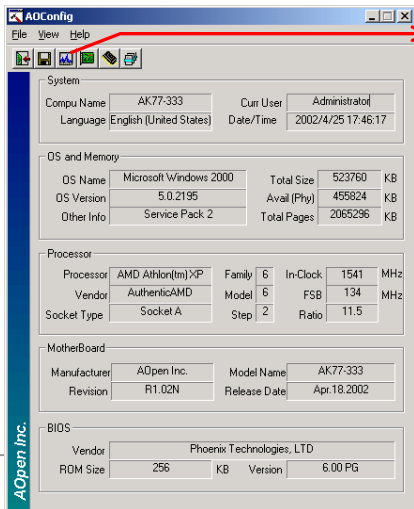 AOConfig
File View Help
System
Compu Name AK77-333 Curr User Administrator
Language English (United States) Date/Time 2002/4/25 17:46:17
OS and Memory
OS Name Microsoft Windows 2000 Total Size 523760 KB
OS Version 5.0.2195 Avail (Phy) 455824 KB
Other Info Service Pack 2 Total Pages 2065296 KB
Processor
Processor AMD Athlon(tm) XP Family 6 In-Clock 1541 MHz
Vendor AuthenticAMD Model 6 FSB 134 MHz
Socket Type Socket A Step 2 Ratio 11.5
MotherBoard
Manufacturer AOpen Inc. Model Name AK77-333
Revision R1.02N Release Date Apr.18.2002
BIOS
Vendor Phoenix Technologies, LTD
ROM Size 256 KB Version 6.00 PG
AOpen Inc.